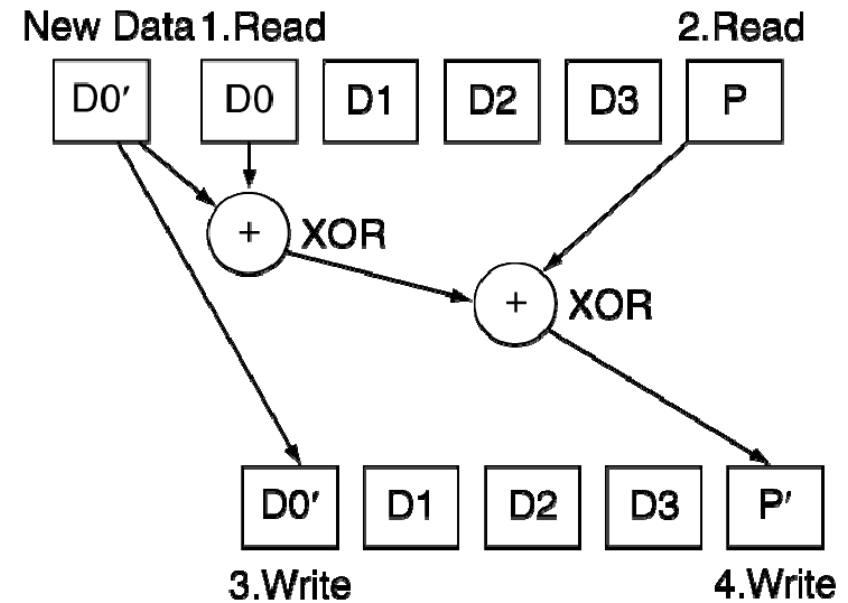 New Data 1.Read 2.Read
D0′ D0 D1 D2 D3 P
+ XOR
+ XOR
D0′ D1 D2 D3 P′
3.Write 4.Write